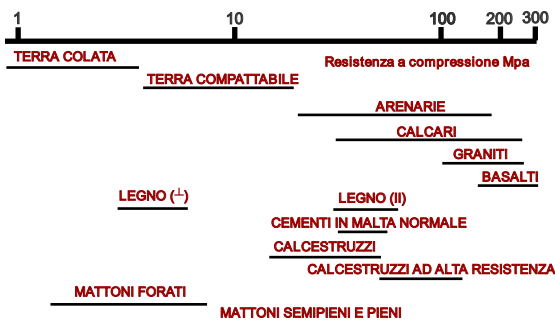 1 10 100 200 300
TERRA COLATA
Resistenza a compressione Mpa
TERRA COMPATTABILE
ARENARIE
CALCARI
GRANITI
BASALTI
LEGNO (┴) LEGNO (II)
CEMENTI IN MALTA NORMALE
CALCESTRUZZI
CALCESTRUZZI AD ALTA RESISTENZA
MATTONI FORATI
MATTONI SEMIPIENI E PIENI